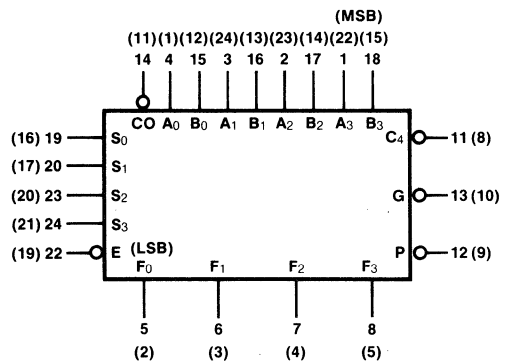 (MSB)
(11) (1) (12) (24) (13) (23) (14) (22) (15)
14 4 15 3 16 2 17 1 18
CO A0 B0 A1 B1 A2 B2 A3 B3
(16) 19 S0 C4 11 (8)
(17) 20 S1
(20) 23 S2 G 13 (10)
(21) 24 S3
(19) 22 E (LSB) P 12 (9)
F0 F1 F2 F3
5 6 7 8
(2) (3) (4) (5)